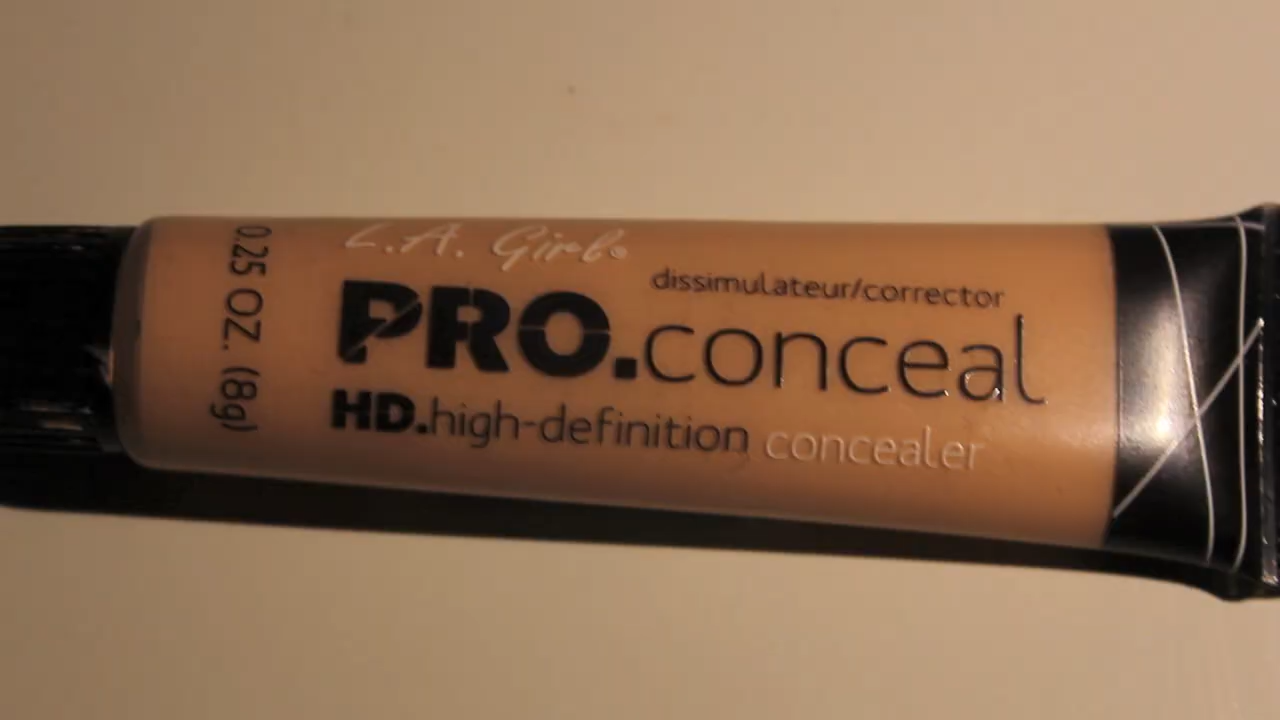 L.A. Girl®
dissimulateur/corrector
PRO.conceal
HD.high-definition concealer
0.25 OZ. (8g)